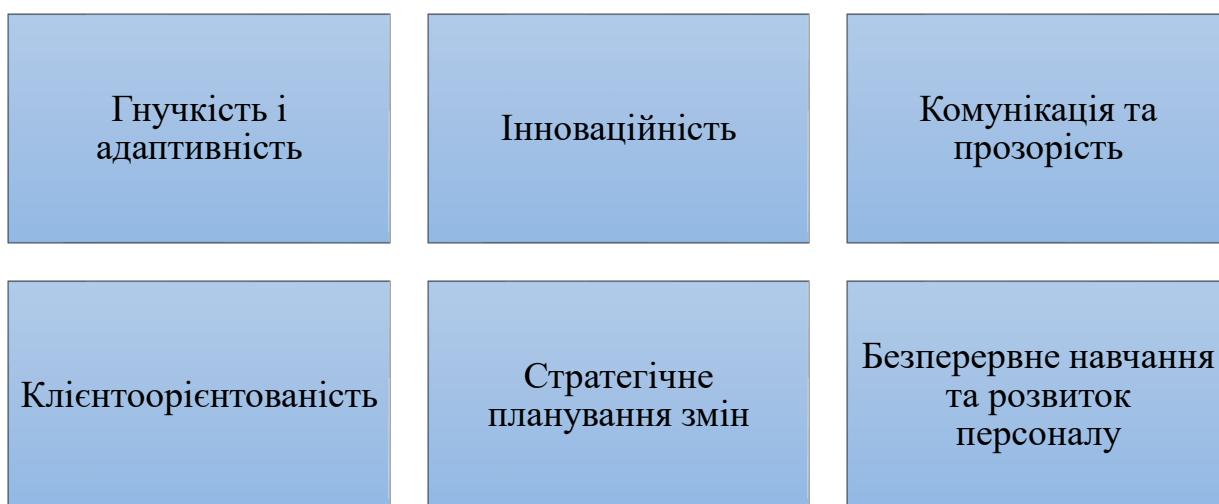 Гнучкість і
адаптивність
Інноваційність
Комунікація та
прозорість
Клієнтоорієнтованість
Стратегічне
планування змін
Безперервне навчання
та розвиток
персоналу